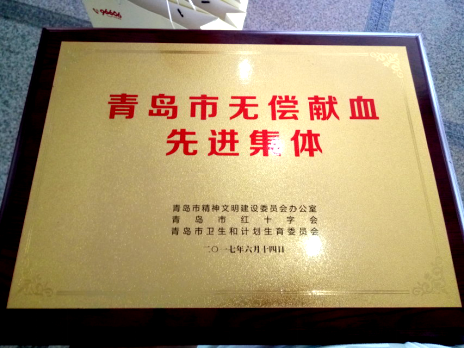 青岛市无偿献血
先进集体
青岛市精神文明建设委员会办公室
青岛市红十字会
青岛市卫生和计划生育委员会
二〇一七年六月十四日